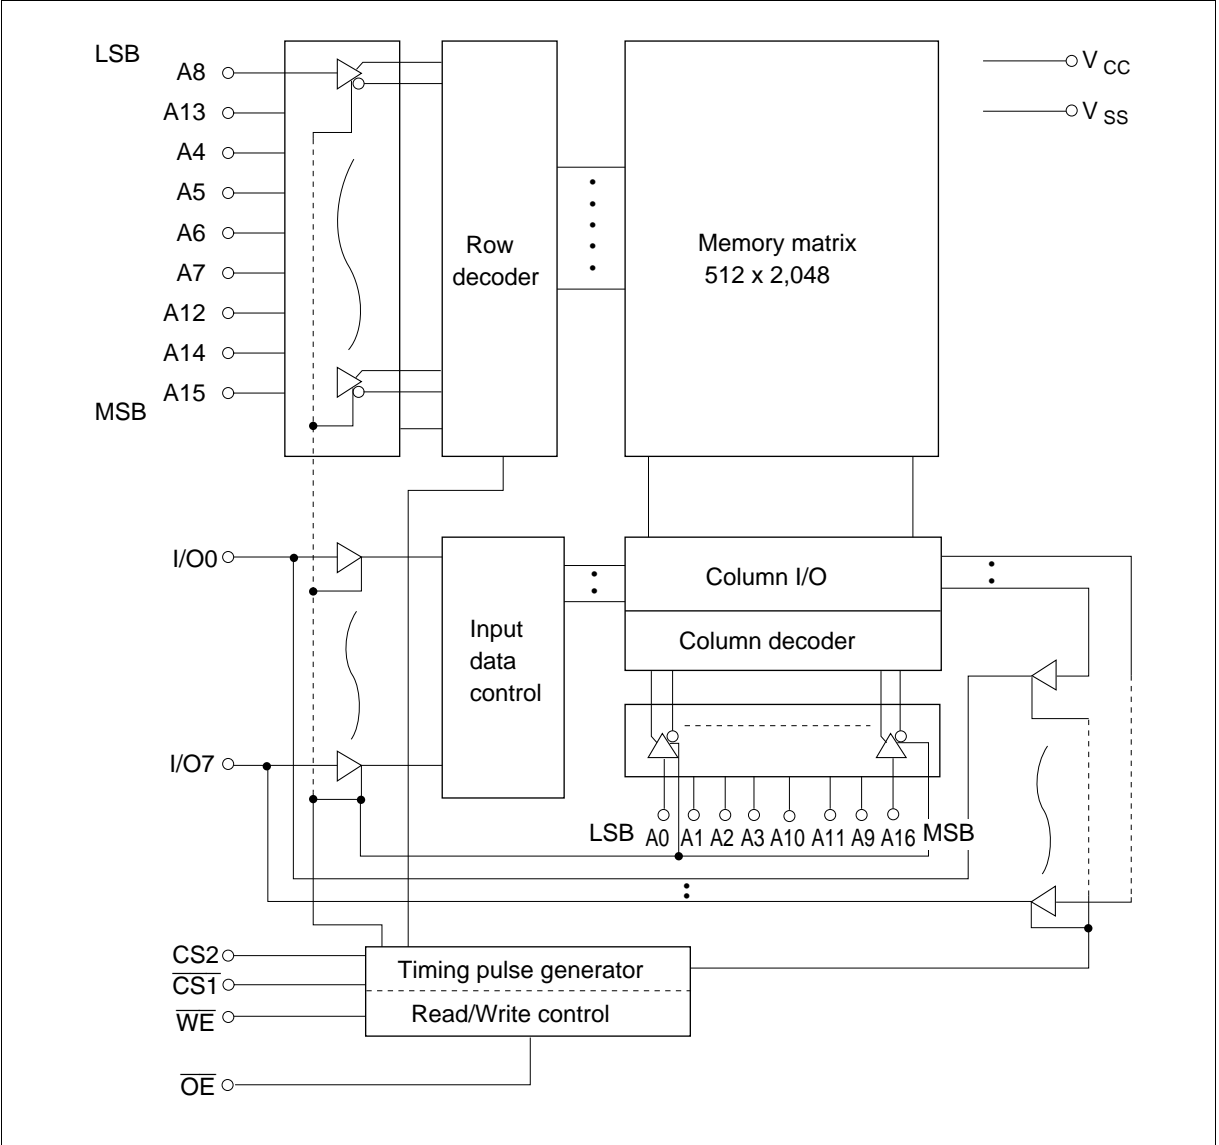 LSB
A8
A13
A4
A5
A6
A7
A12
A14
A15
MSB
Row
decoder
Memory matrix
512 x 2,048
V CC
V SS
I/O0
I/O7
Input
data
control
Column I/O
Column decoder
LSB A0 A1 A2 A3 A10 A11 A9 A16 MSB
CS2
CS1
WE
OE
Timing pulse generator
Read/Write control